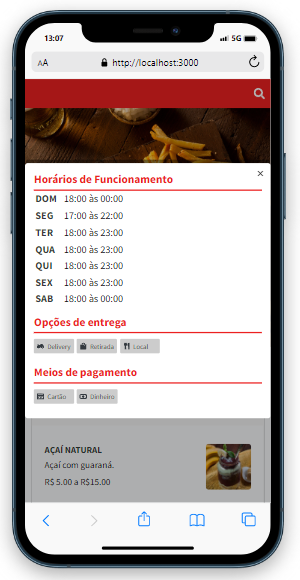 13:07
5G
AA
http://localhost:3000
×
Horários de Funcionamento
DOM 18:00 às 00:00
SEG 17:00 às 22:00
TER 18:00 às 23:00
QUA 18:00 às 23:00
QUI 18:00 às 23:00
SEX 18:00 às 23:00
SAB 18:00 às 00:00
Opções de entrega
Delivery Retirada Local
Meios de pagamento
Cartão Dinheiro
AÇAÍ NATURAL
Açaí com guaraná.
R$ 5.00 a R$15.00